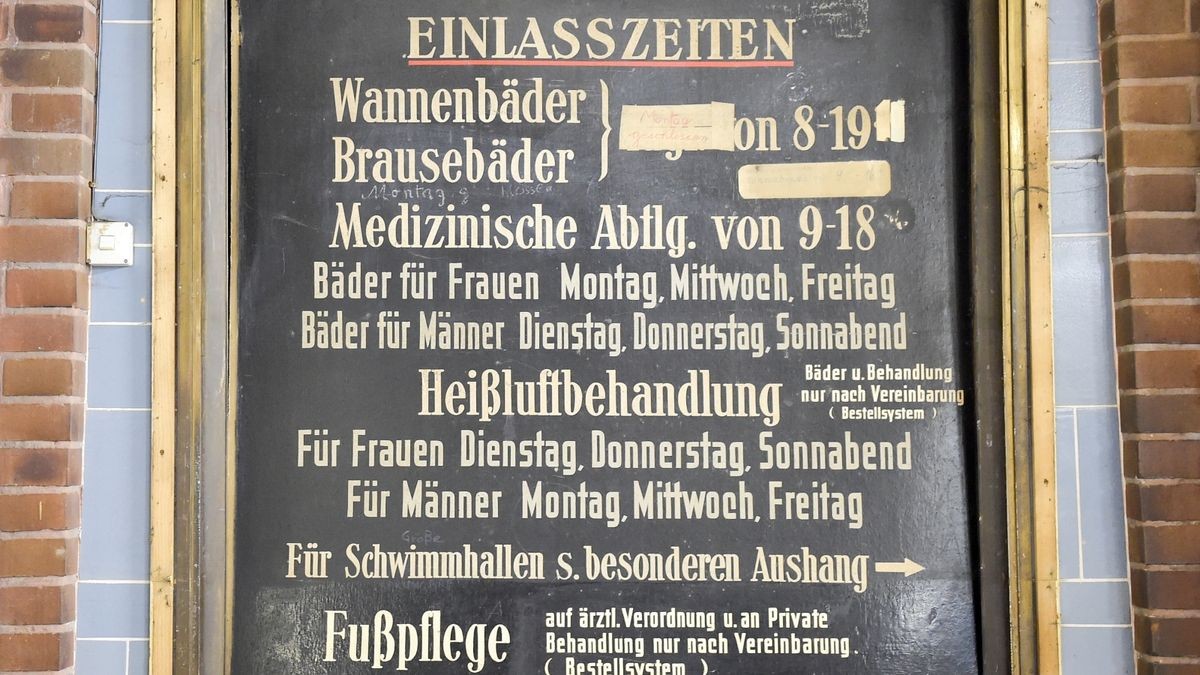 EINLASSZEITEN
Wannenbäder
Brausebäder
Montag
geschlossen
von 8-19
Montag geschlossen
Medizinische Abtlg. von 9-18
Bäder für Frauen Montag, Mittwoch, Freitag
Bäder für Männer Dienstag, Donnerstag, Sonnabend
Heißluftbehandlung
Bäder u. Behandlung
nur nach Vereinbarung
( Bestellsystem )
Für Frauen Dienstag, Donnerstag, Sonnabend
Für Männer Montag, Mittwoch, Freitag
Große
Für Schwimmhallen s. besonderen Aushang →
Fußpflege
auf ärztl. Verordnung u. an Private
Behandlung nur nach Vereinbarung.
( Bestellsystem )